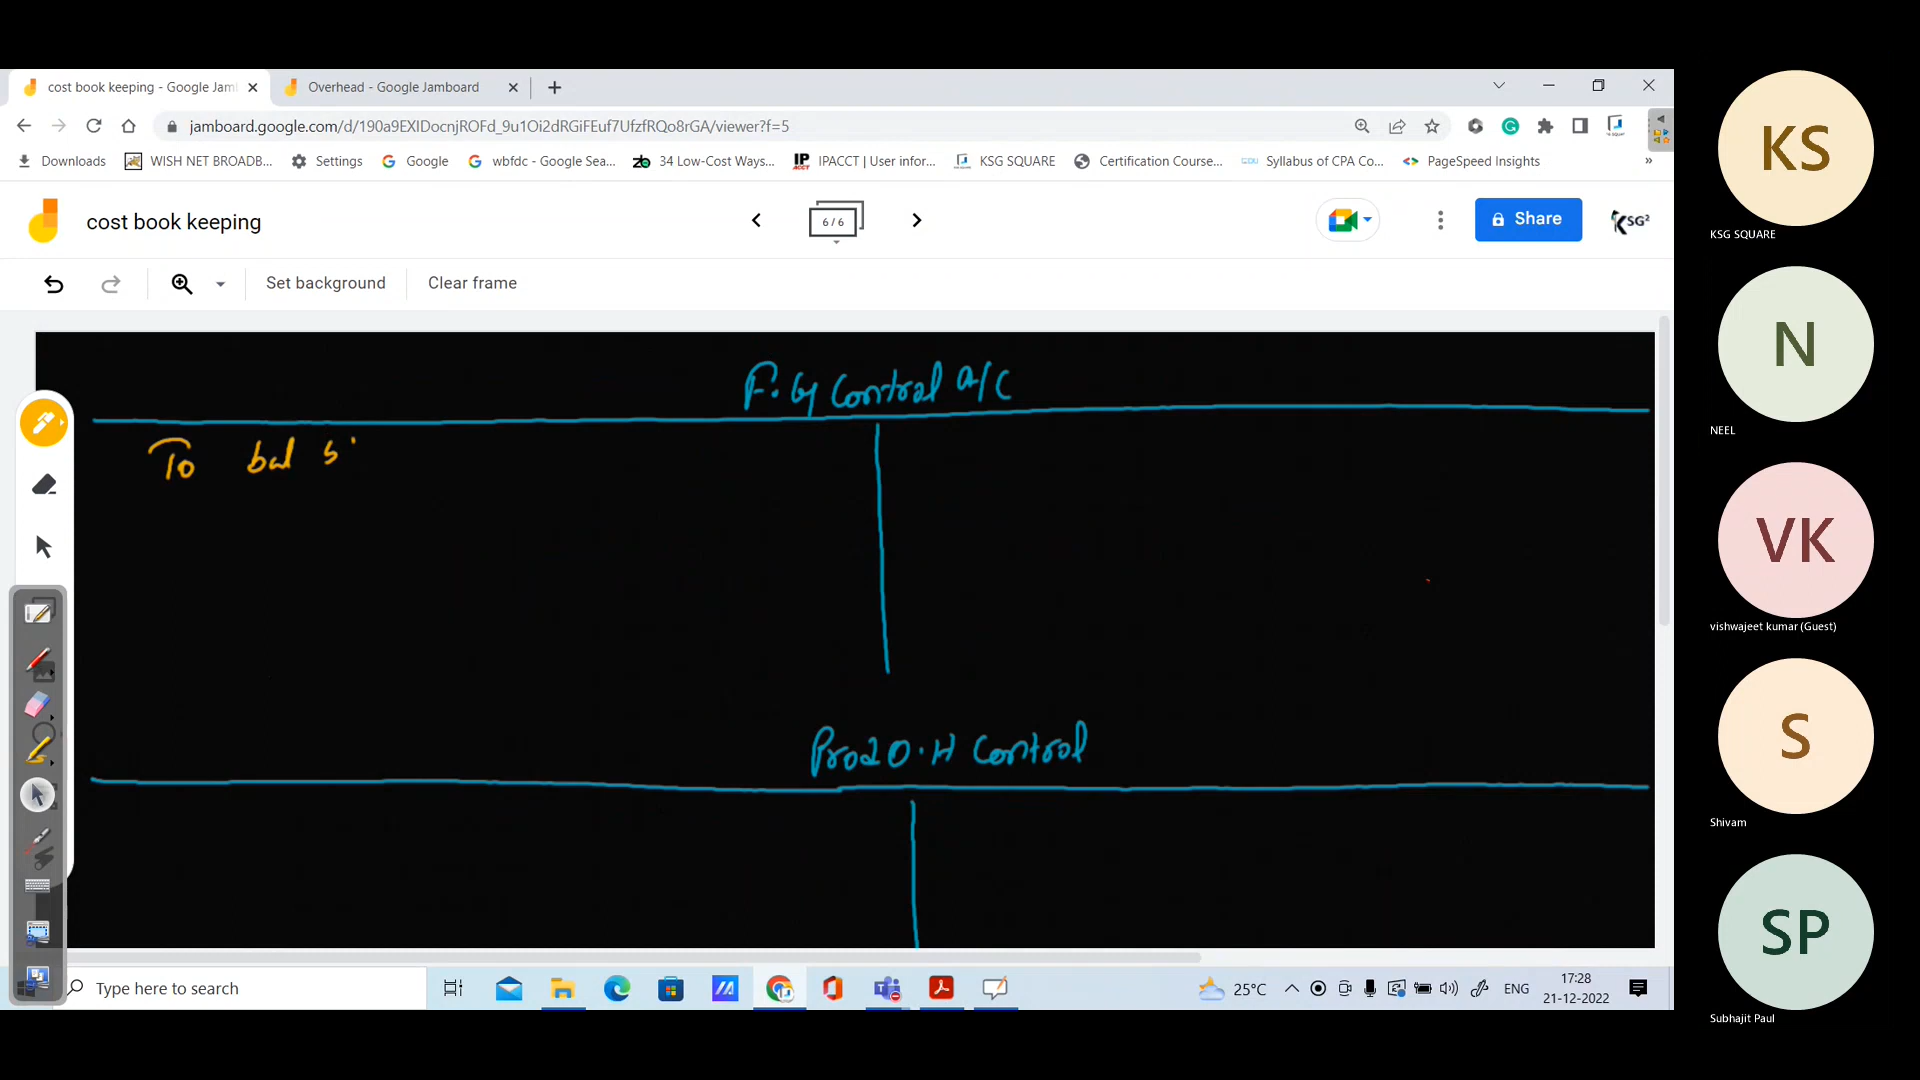 cost book keeping - Google Jam
Overhead - Google Jamboard
jamboard.google.com/d/190a9EXIDocnjROFd_9u1Oi2dRGiFEuf7UfzfRQo8rGA/viewer?f=5
Downloads WISH NET BROADB... Settings Google wbfdc - Google Sea... 34 Low-Cost Ways... IPACCT | User infor... KSG SQUARE Certification Course... Syllabus of CPA Co... PageSpeed Insights »
cost book keeping
6 / 6
Share
KSG²
Set background
Clear frame
F.G Control A/C
To bal
Prod O.H Control
Type here to search
25°C
ENG
17:28
21-12-2022
KS
KSG SQUARE
N
NEEL
VK
vishwajeet kumar (Guest)
S
Shivam
SP
Subhajit Paul